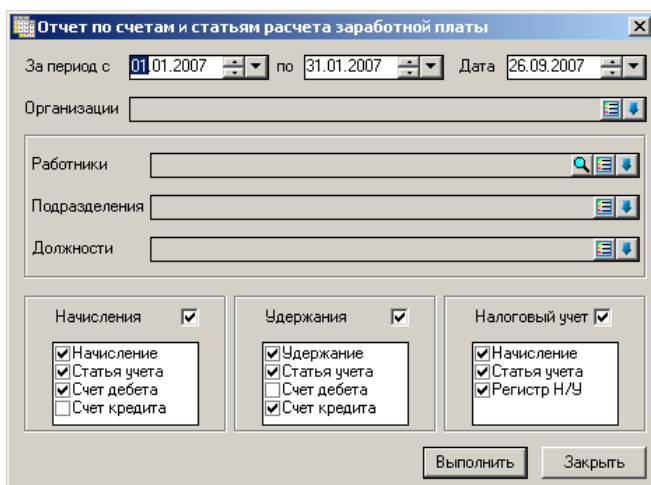 Отчет по счетам и статьям расчета заработной платы
За период с 01.01.2007 по 31.01.2007 Дата 26.09.2007
Организации
Работники
Подразделения
Должности
Начисления
Начисление
Статья учета
Счет дебета
Счет кредита
Удержания
Удержание
Статья учета
Счет дебета
Счет кредита
Налоговый учет
Начисление
Статья учета
Регистр Н/У
Выполнить Закрыть